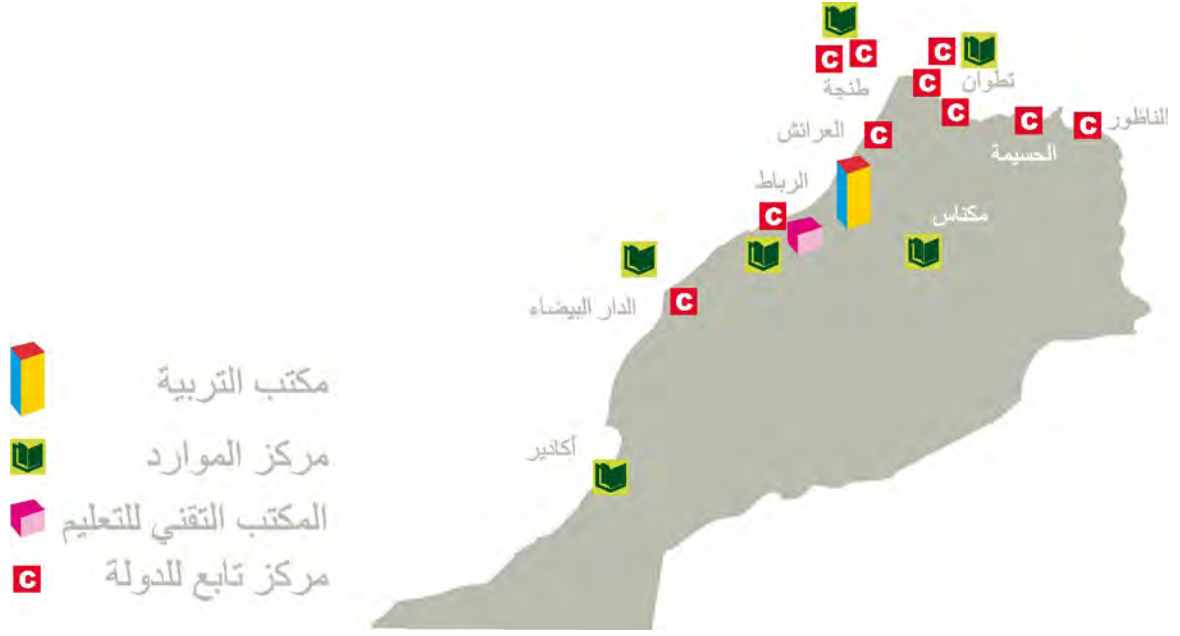 C
C C
تطوان
C
طنجة
C
C
C
الناظور
العرائش
C
الحسيمة
الرباط
C
مكناس
الدار البيضاء
C
مكتب التربية
أكادير
مركز الموارد
المكتب التقني للتعليم
C
مركز تابع للدولة